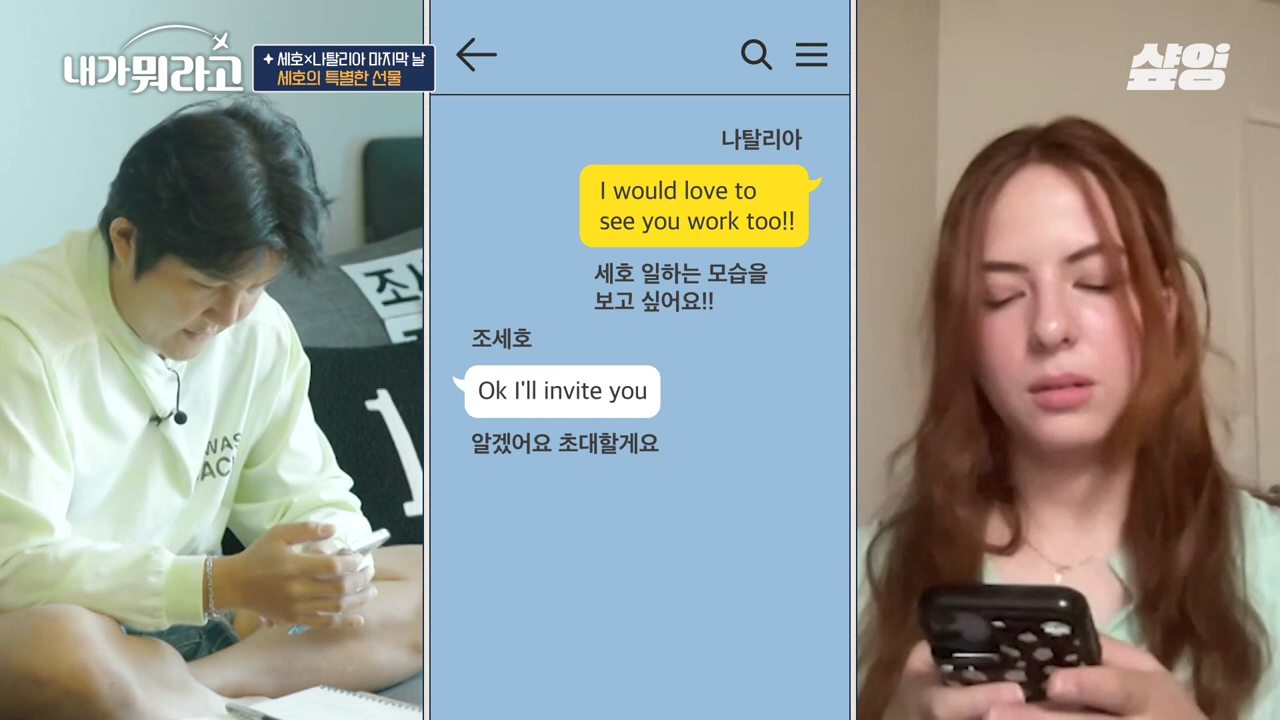 내가뭐라고
✦ 세호×나탈리아 마지막 날
세호의 특별한 선물
샾잉
나탈리아
I would love to
see you work too!!
세호 일하는 모습을
보고 싶어요!!
조세호
Ok I'll invite you
알겠어요 초대할게요
WAS
조